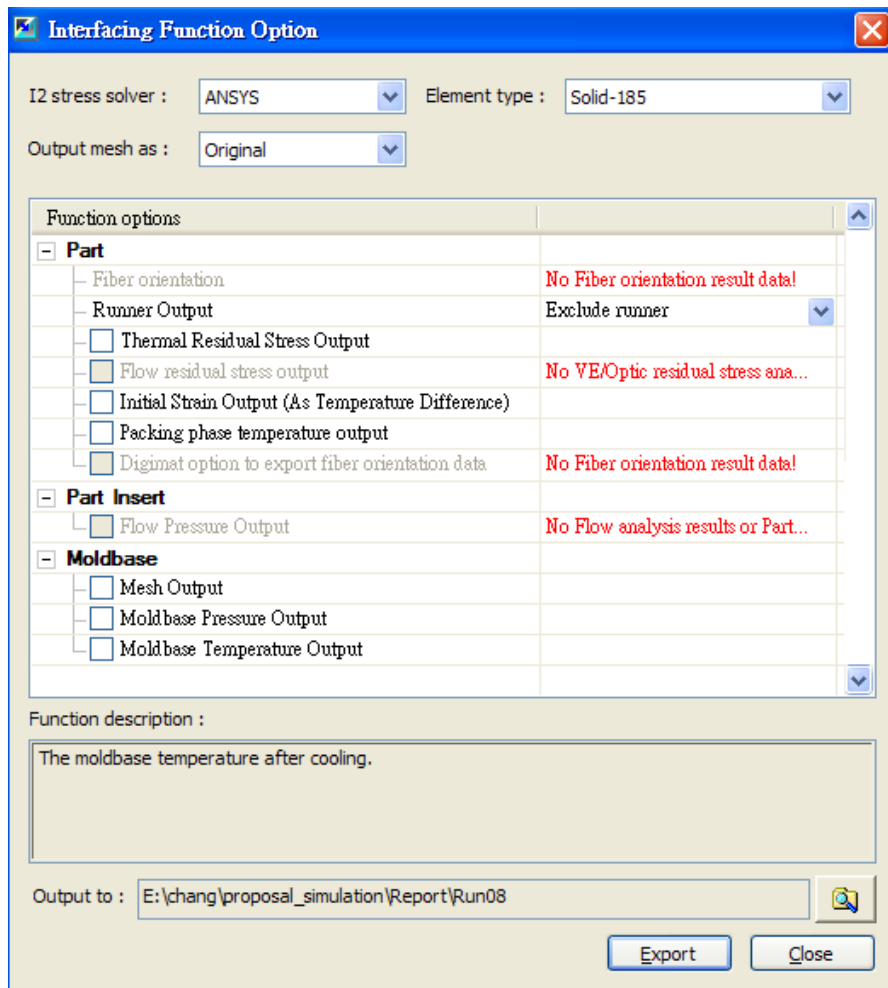 Interfacing Function Option
I2 stress solver : ANSYS Element type : Solid-185
Output mesh as : Original
Function options
Part
Fiber orientation No Fiber orientation result data!
Runner Output Exclude runner
Thermal Residual Stress Output
Flow residual stress output No VE/Optic residual stress ana...
Initial Strain Output (As Temperature Difference)
Packing phase temperature output
Digimat option to export fiber orientation data No Fiber orientation result data!
Part Insert
Flow Pressure Output No Flow analysis results or Part...
Moldbase
Mesh Output
Moldbase Pressure Output
Moldbase Temperature Output
Function description :
The moldbase temperature after cooling.
Output to : E:\chang\proposal_simulation\Report\Run08
Export Close